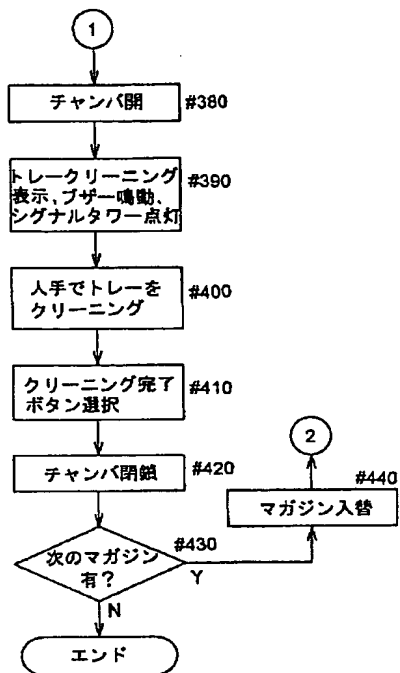 1
チャンバ開 #380
トレークリーニング
表示、ブザー鳴動、 #390
シグナルタワー点灯
人手でトレーを #400
クリーニング
クリーニング完了 #410
ボタン選択
チャンバ閉鎖 #420
次のマガジン #430
有？
Y
N
エンド
2
#440
マガジン入替